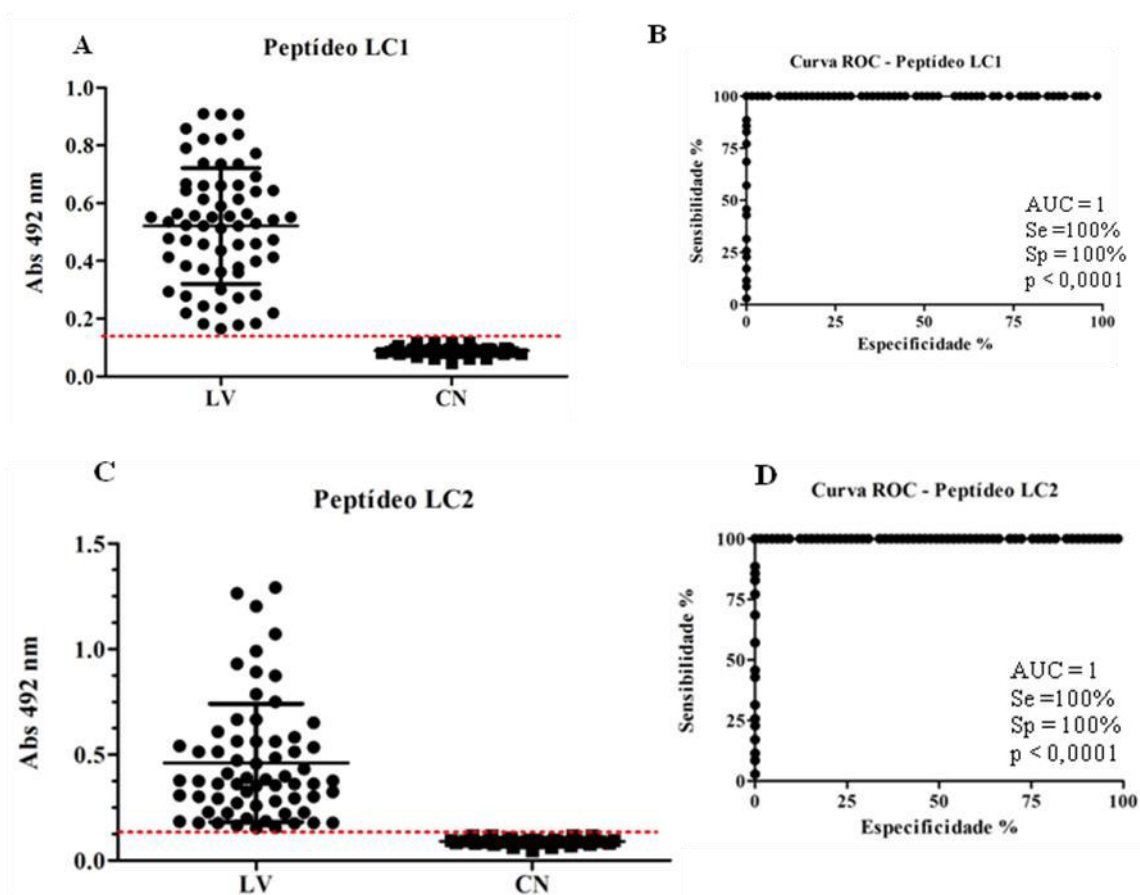 A
Peptídeo LC1
Abs 492 nm
1.0
0.8
0.6
0.4
0.2
0.0
LV
CN
B
Curva ROC - Peptídeo LC1
Sensibilidade %
100
75
50
25
0
AUC = 1
Se =100%
Sp = 100%
p < 0,0001
0
50
75
100
Especificidade %
C
Peptídeo LC2
Abs 492 nm
1.5
1.0
0.5
0.0
LV
CN
D
Curva ROC - Peptídeo LC2
Sensibilidade %
100
75
50
25
0
AUC = 1
Se =100%
Sp = 100%
p < 0,0001
0
25
50
75
100
Especificidade %